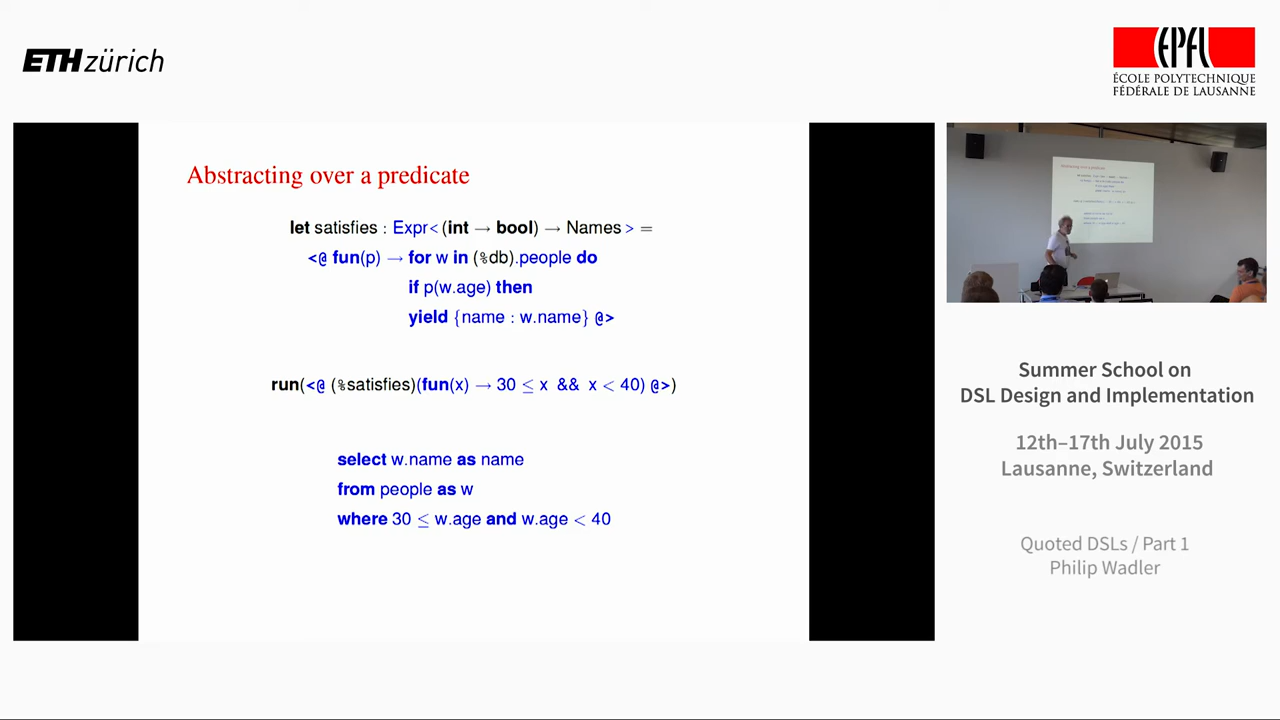 ETH zürich
EPFL
ÉCOLE POLYTECHNIQUE
FÉDÉRALE DE LAUSANNE
Abstracting over a predicate
let satisfies : Expr< (int → bool) → Names > =
<@ fun(p) → for w in (%db).people do
if p(w.age) then
yield {name : w.name} @>
run(<@ (%satisfies)(fun(x) → 30 ≤ x && x < 40) @>)
select w.name as name
from people as w
where 30 ≤ w.age and w.age < 40
Summer School on
DSL Design and Implementation
12th–17th July 2015
Lausanne, Switzerland
Quoted DSLs / Part 1
Philip Wadler